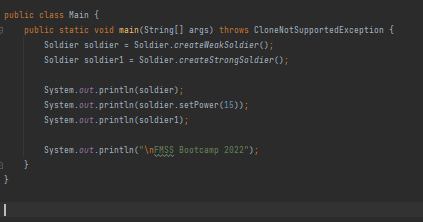 public class Main {
public static void main(String[] args) throws CloneNotSupportedException {
Soldier soldier = Soldier.createWeakSoldier();
Soldier soldier1 = Soldier.createStrongSoldier();
System.out.println(soldier);
System.out.println(soldier.setPower(15));
System.out.println(soldier1);
System.out.println("\nFMSS Bootcamp 2022");
}
}